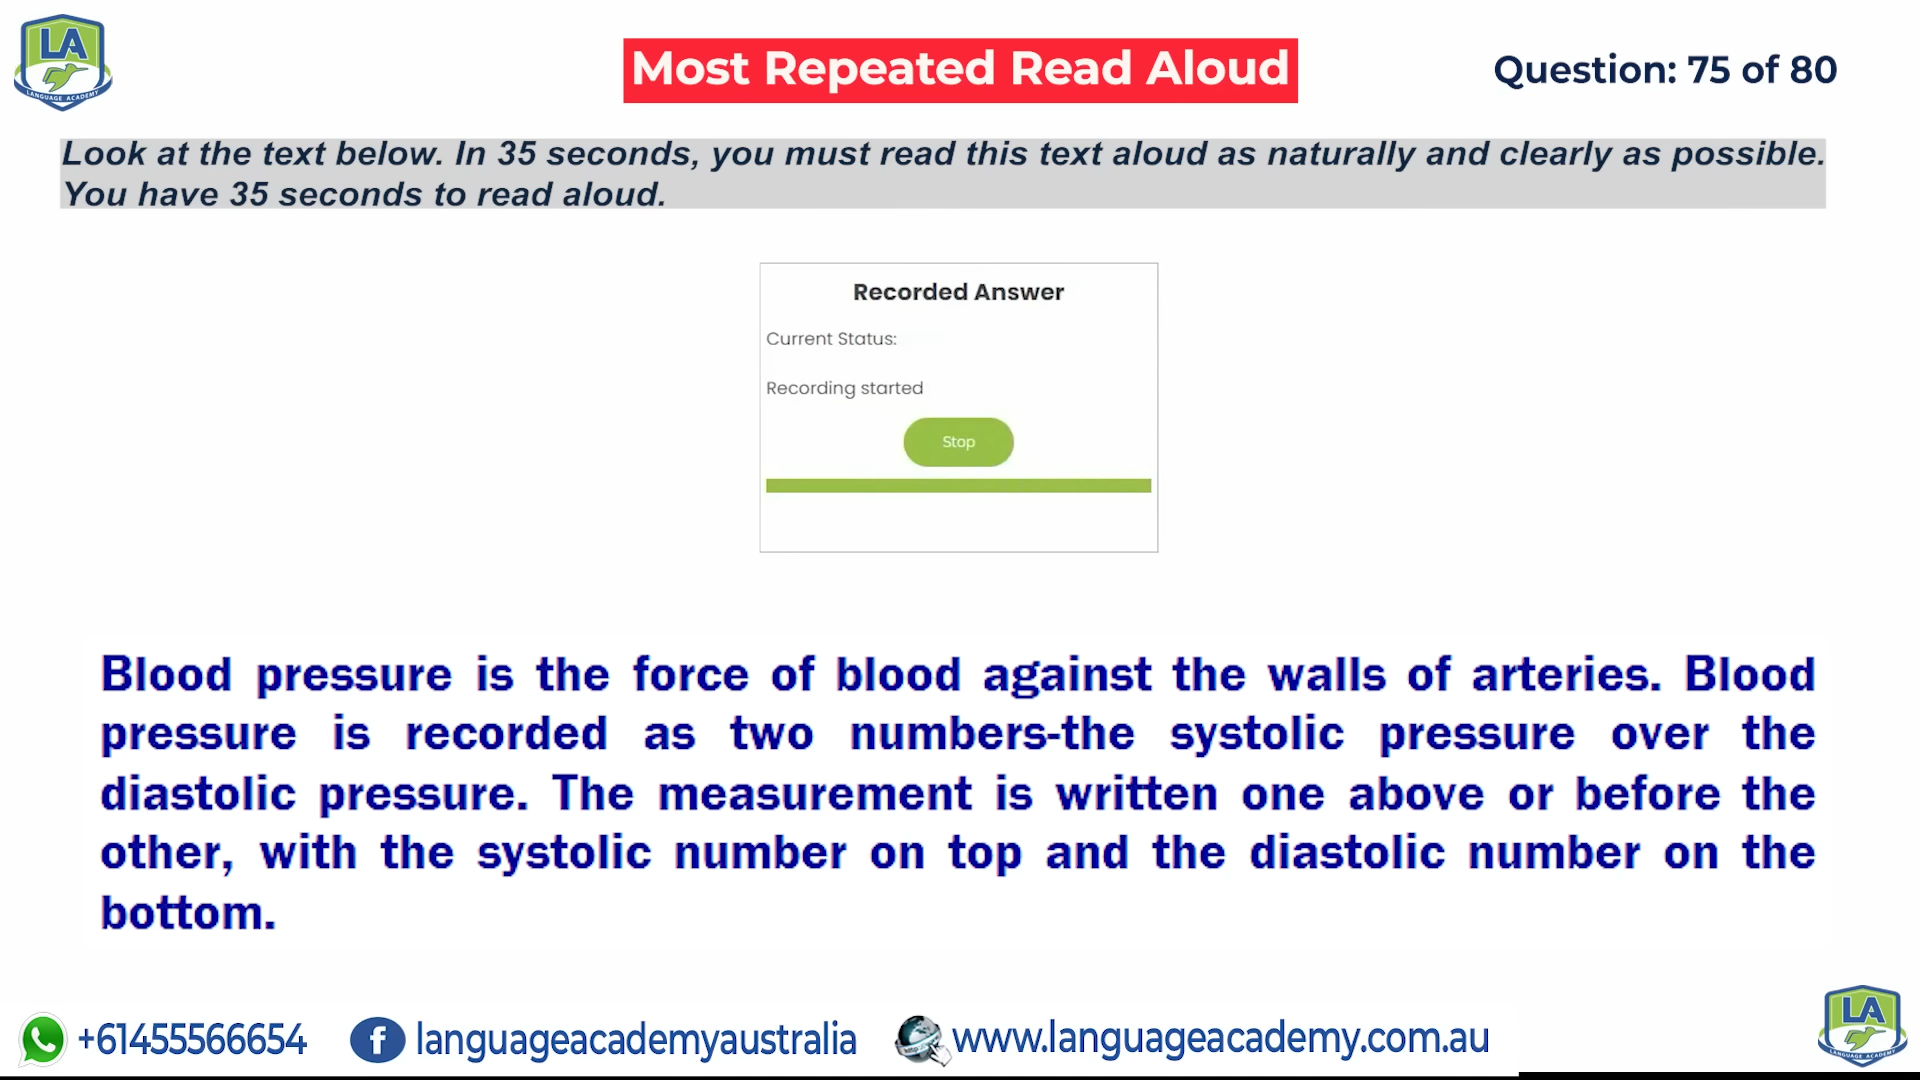 LA
LANGUAGE ACADEMY
Most Repeated Read Aloud
Question: 75 of 80
Look at the text below. In 35 seconds, you must read this text aloud as naturally and clearly as possible.
You have 35 seconds to read aloud.
Recorded Answer
Current Status:
Recording started
Stop
Blood pressure is the force of blood against the walls of arteries. Blood
pressure is recorded as two numbers-the systolic pressure over the
diastolic pressure. The measurement is written one above or before the
other, with the systolic number on top and the diastolic number on the
bottom.
+61455566654
f languageacademyaustralia
www.languageacademy.com.au
LA
LANGUAGE ACADEMY